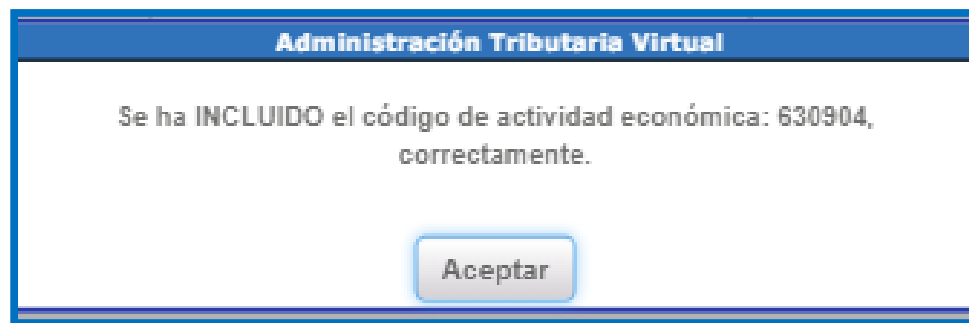 Administración Tributaria Virtual
Se ha INCLUIDO el código de actividad económica: 630904,
correctamente.
Aceptar